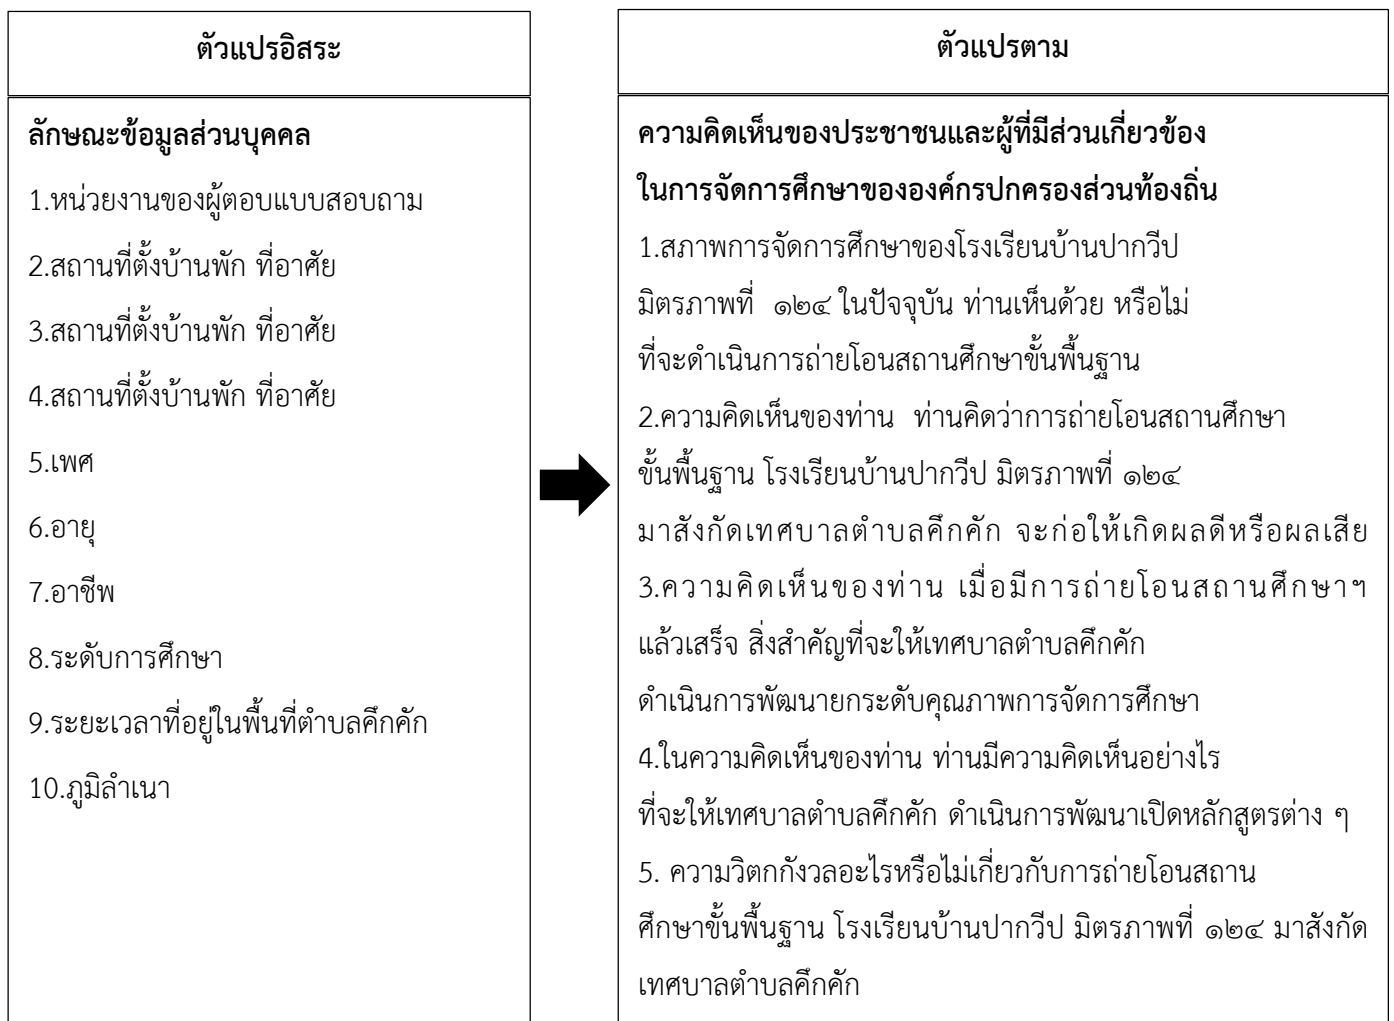 ตัวแปรอิสระ
ลักษณะข้อมูลส่วนบุคคล
1.หน่วยงานของผู้ตอบแบบสอบถาม
2.สถานที่ตั้งบ้านพัก ที่อาศัย
3.สถานที่ตั้งบ้านพัก ที่อาศัย
4.สถานที่ตั้งบ้านพัก ที่อาศัย
5.เพศ
6.อายุ
7.อาชีพ
8.ระดับการศึกษา
9.ระยะเวลาที่อยู่ในพื้นที่ตำบลคึกคัก
10.ภูมิลำเนา
ตัวแปรตาม
ความคิดเห็นของประชาชนและผู้ที่มีส่วนเกี่ยวข้อง
ในการจัดการศึกษาขององค์กรปกครองส่วนท้องถิ่น
1.สภาพการจัดการศึกษาของโรงเรียนบ้านปากวีป
มิตรภาพที่  ๑๒๔ ในปัจจุบัน ท่านเห็นด้วย หรือไม่
ที่จะดำเนินการถ่ายโอนสถานศึกษาขั้นพื้นฐาน
2.ความคิดเห็นของท่าน  ท่านคิดว่าการถ่ายโอนสถานศึกษา
ขั้นพื้นฐาน โรงเรียนบ้านปากวีป มิตรภาพที่ ๑๒๔
มาสังกัดเทศบาลตำบลคึกคัก จะก่อให้เกิดผลดีหรือผลเสีย
3.ความคิดเห็นของท่าน เมื่อมีการถ่ายโอนสถานศึกษาฯ
แล้วเสร็จ สิ่งสำคัญที่จะให้เทศบาลตำบลคึกคัก
ดำเนินการพัฒนายกระดับคุณภาพการจัดการศึกษา
4.ในความคิดเห็นของท่าน ท่านมีความคิดเห็นอย่างไร
ที่จะให้เทศบาลตำบลคึกคัก ดำเนินการพัฒนาเปิดหลักสูตรต่าง ๆ
5. ความวิตกกังวลอะไรหรือไม่เกี่ยวกับการถ่ายโอนสถาน
ศึกษาขั้นพื้นฐาน โรงเรียนบ้านปากวีป มิตรภาพที่ ๑๒๔ มาสังกัด
เทศบาลตำบลคึกคัก